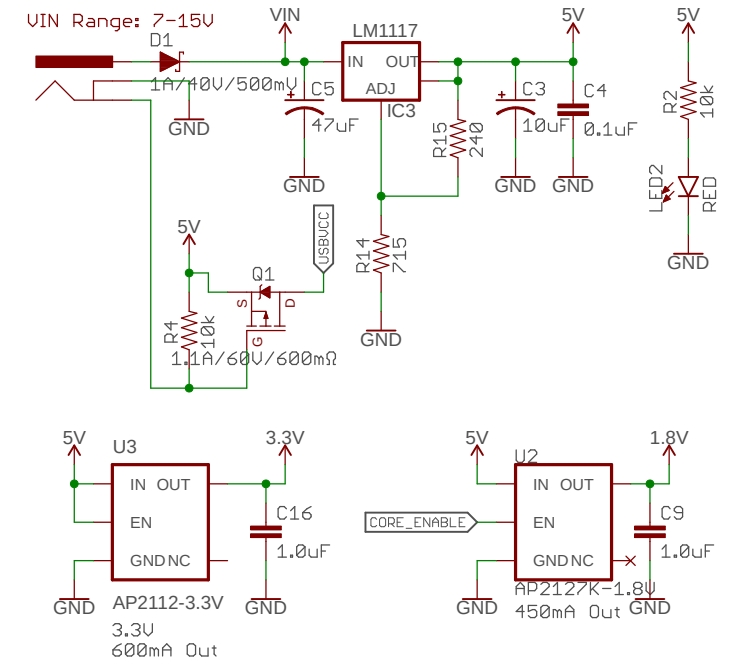 VIN Range: 7-15V
VIN
5V
5V
D1
1A/40V/500mV
GND
C5
47uF
GND
LM1117
IN OUT
ADJ
IC3
R15
240
C3
10uF
GND
C4
0.1uF
GND
R2
10k
LED2
RED
GND
R14
715
GND
5V
USBVCC
Q1
S
D
G
R4
10k
1.1A/60V/600mΩ
5V
U3
3.3V
IN OUT
EN
GND NC
C16
1.0uF
GND
GND
AP2112-3.3V
3.3V
600mA Out
5V
U2
1.8V
IN OUT
CORE_ENABLE
EN
GND NC
C9
1.0uF
GND
GND
AP2127K-1.8V
450mA Out